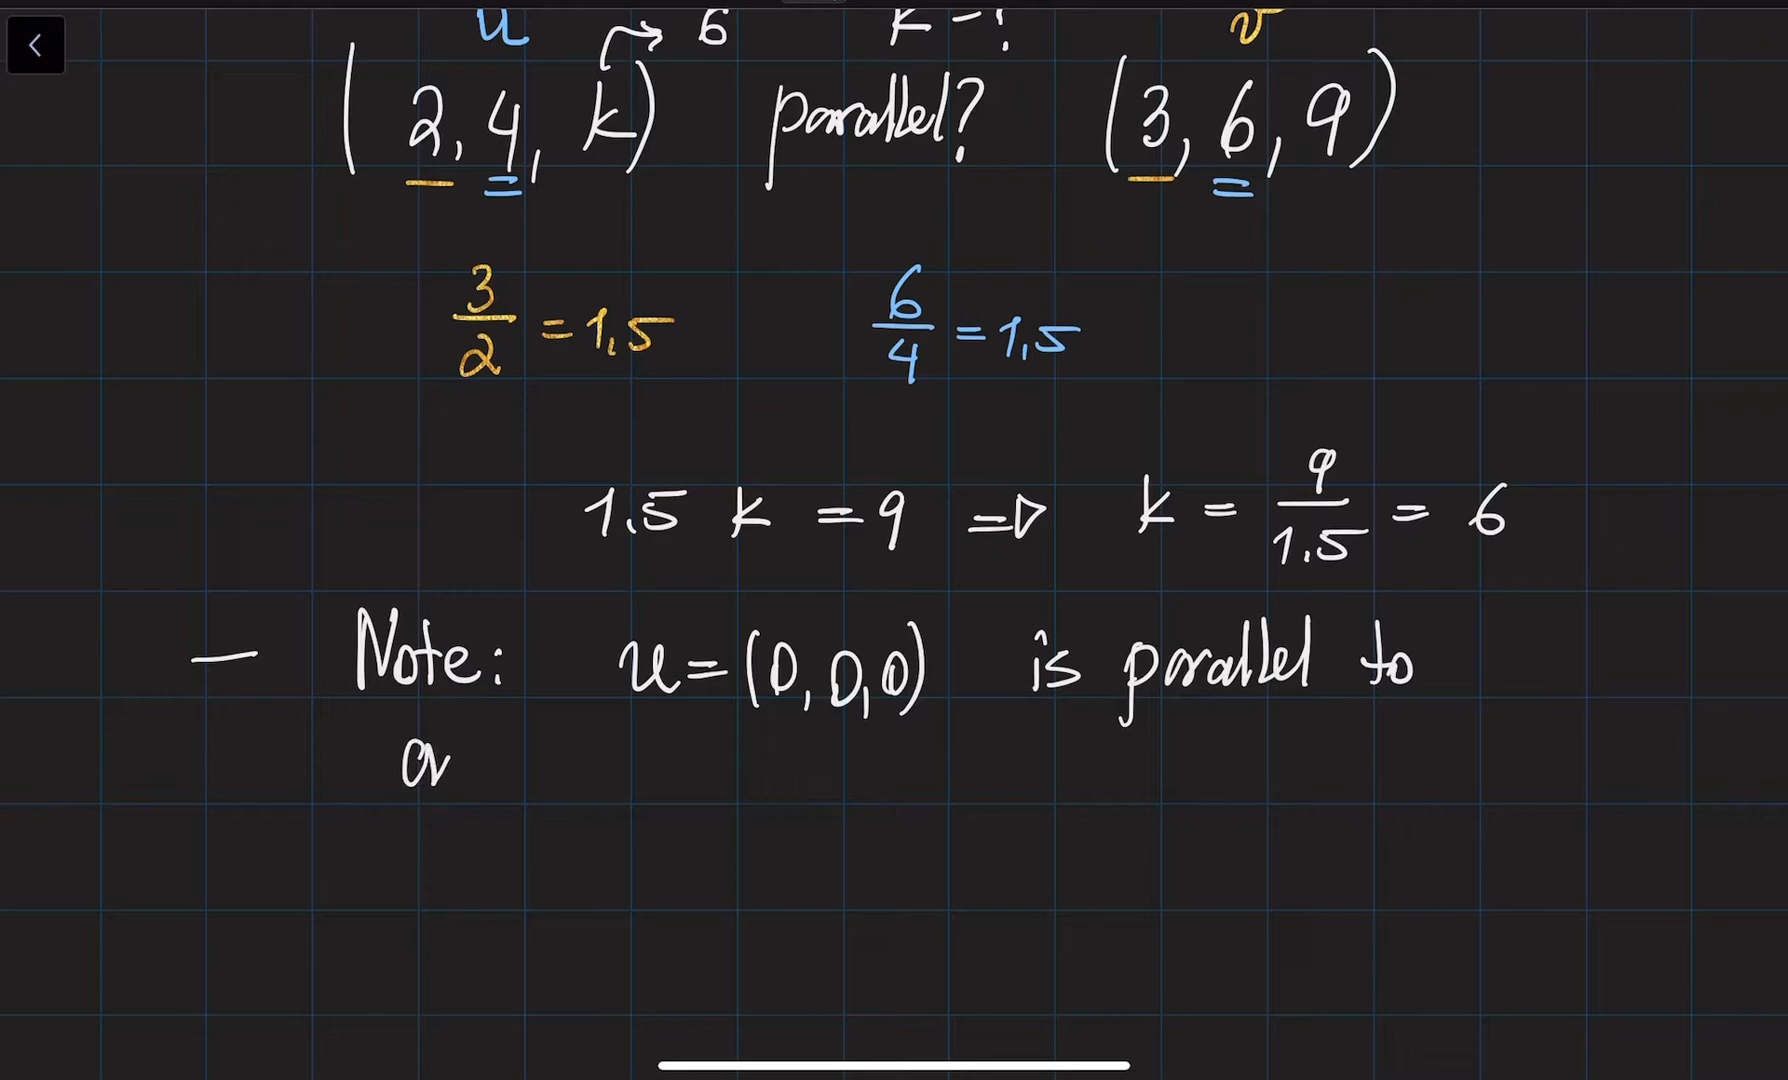 u → 6 k = ? v
(2, 4, k) parallel? (3, 6, 9)
3/2 = 1,5 6/4 = 1,5
1.5 k = 9 => k = 9/1.5 = 6
— Note: u = (0, 0, 0) is parallel to